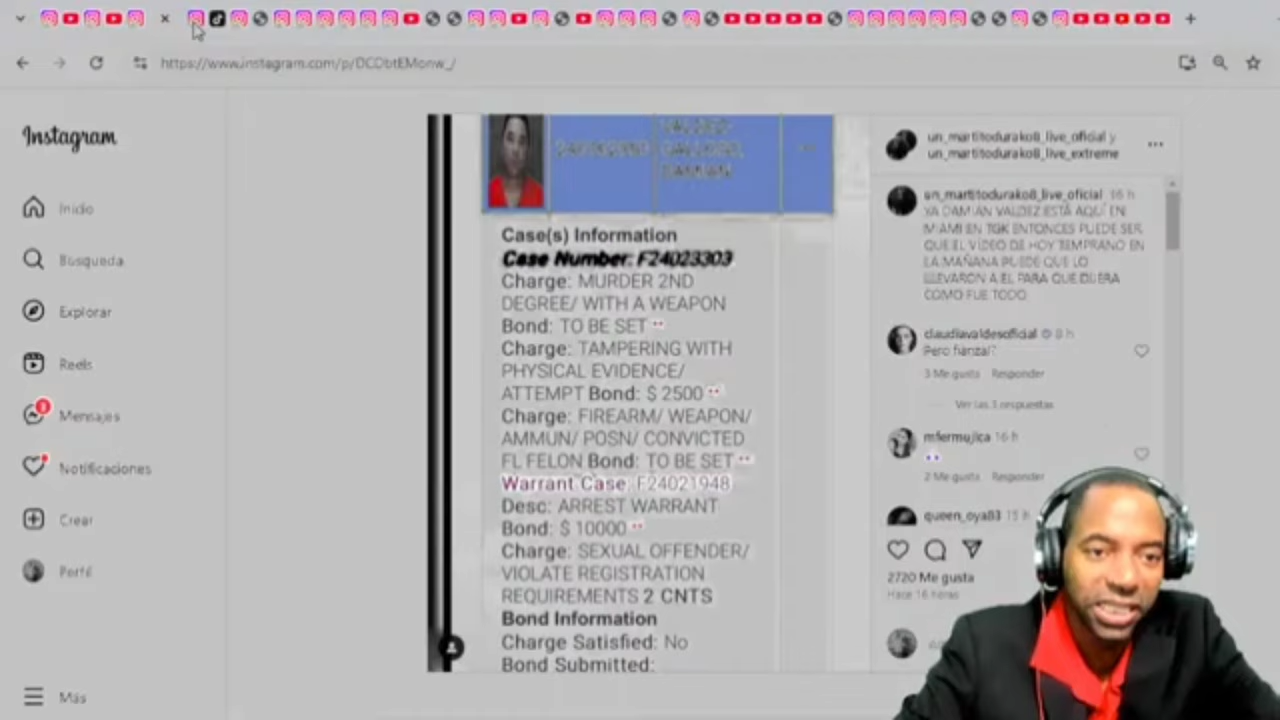 https://www.instagram.com/p/DCObtEMonw_/
Instagram
Inicio
Búsqueda
Explorar
Reels
3
Mensajes
Notificaciones
Crear
Perfil
Más
Case(s) Information
Case Number: F24023303
Charge: MURDER 2ND
DEGREE/ WITH A WEAPON
Bond: TO BE SET **
Charge: TAMPERING WITH
PHYSICAL EVIDENCE/
ATTEMPT Bond: $ 2500 **
Charge: FIREARM/ WEAPON/
AMMUN/ POSN/ CONVICTED
FL FELON Bond: TO BE SET **
Warrant Case: F24021948
Desc: ARREST WARRANT
Bond: $ 10000 **
Charge: SEXUAL OFFENDER/
VIOLATE REGISTRATION
REQUIREMENTS 2 CNTS
Bond Information
Charge Satisfied: No
Bond Submitted:
un_martitodurako8_live_oficial y
un_martitodurako8_live_extreme
un_martitodurako8_live_oficial 16 h
YA DAMIAN VALDEZ ESTÁ AQUÍ EN
MIAMI EN TGK ENTONCES PUEDE SER
QUE EL VIDEO DE HOY TEMPRANO EN
LA MAÑANA PUEDE QUE LO
LLEVARON A EL PARA QUE DIJERA
COMO FUE TODO
claudiavaldesoficial 8 h
Pero fianza!?
3 Me gusta Responder
Ver las 3 respuestas
mfermujica 16 h
2 Me gusta Responder
queen_oya83 15 h
2720 Me gusta
Hace 16 horas